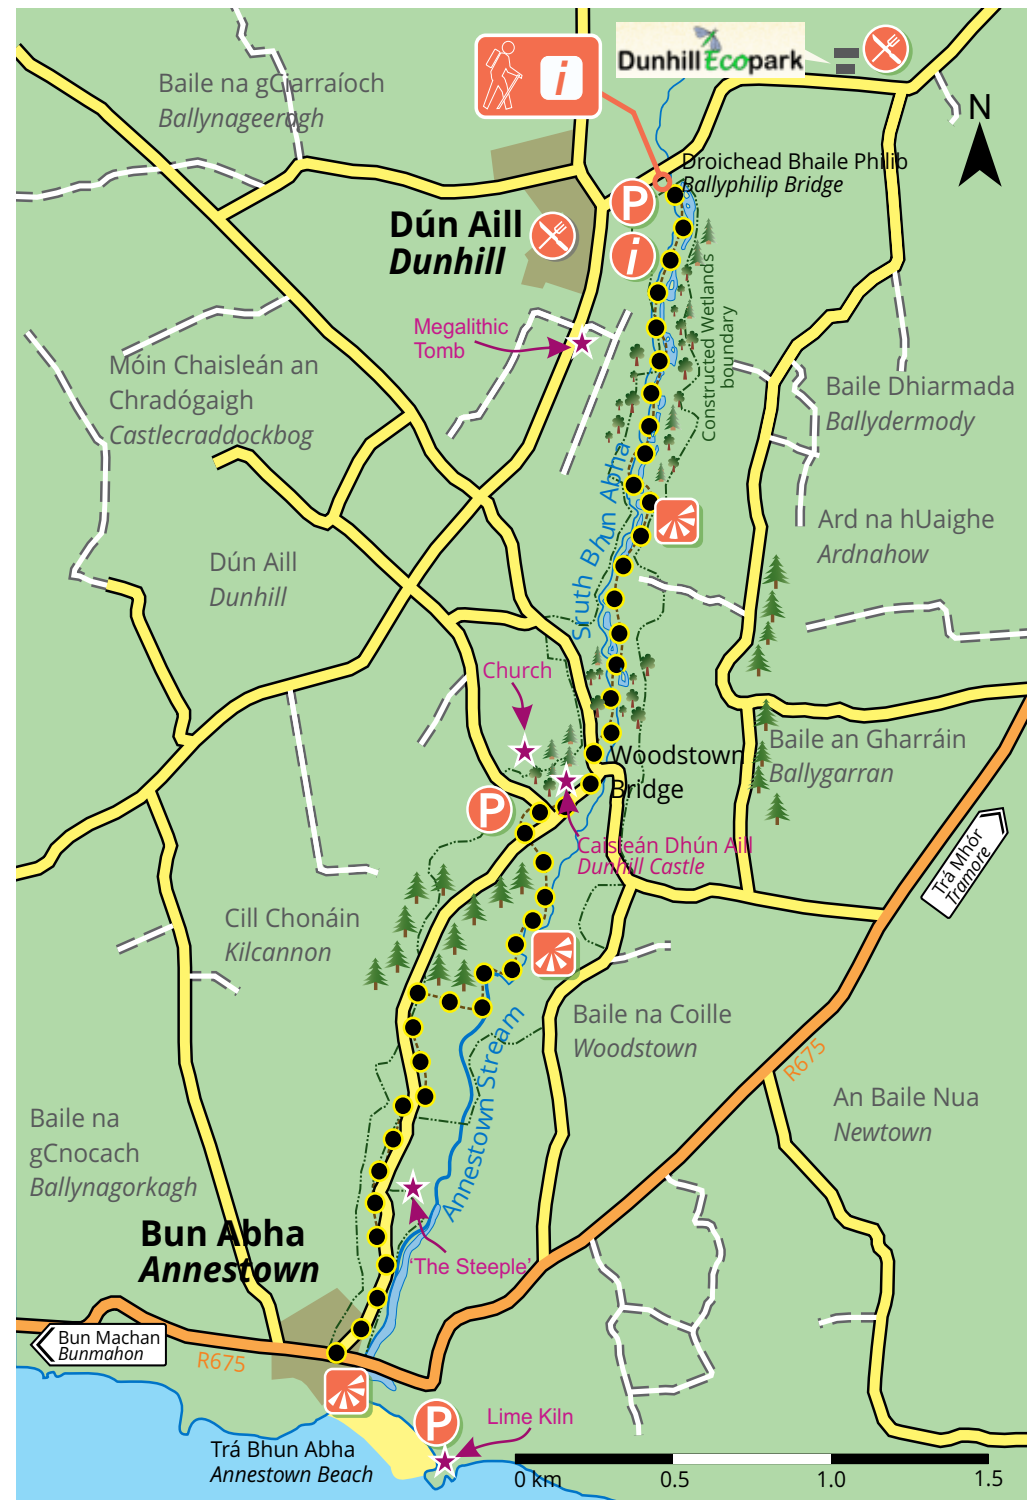 Dunhill Ecopark
Baile na gCiarraíoch
Ballynageeragh
i
N
Droichead Bhaile Philib
Ballyphilip Bridge
P
Dún Aill
Dunhill
i
Constructed Wetlands
boundary
Megalithic
Tomb
Móin Chaisleán an
Chradógaigh
Castlecraddockbog
Baile Dhiarmada
Ballydermody
Sruth Bhun Abha
Ard na hUaighe
Ardnahow
Dún Aill
Dunhill
Church
Woodstown
Bridge
Baile an Gharráin
Ballygarran
P
Caisleán Dhún Aill
Dunhill Castle
Trá Mhór
Tramore
Cill Chonáin
Kilcannon
Baile na Coille
Woodstown
Annestown Stream
R675
An Baile Nua
Newtown
Baile na
gCnocach
Ballynagorkagh
Bun Abha
Annestown
'The Steeple'
Bun Machan
Bunmahon
R675
P
Lime Kiln
Trá Bhun Abha
Annestown Beach
0 km 0.5 1.0 1.5